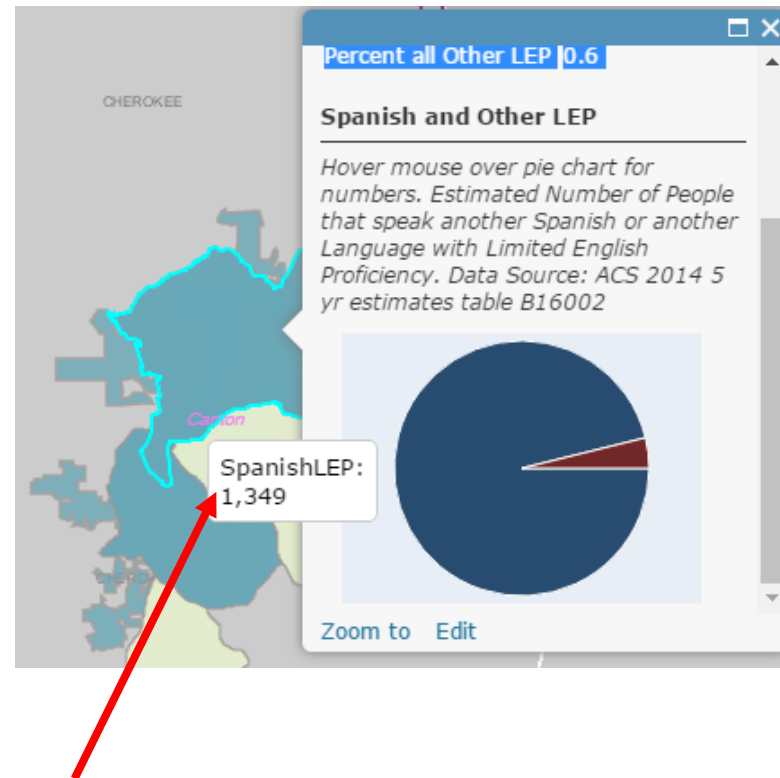 Percent all Other LEP 0.6
CHEROKEE
Spanish and Other LEP
Hover mouse over pie chart for
numbers. Estimated Number of People
that speak another Spanish or another
Language with Limited English
Proficiency. Data Source: ACS 2014 5
yr estimates table B16002
Canton
SpanishLEP:
1,349
Zoom to Edit